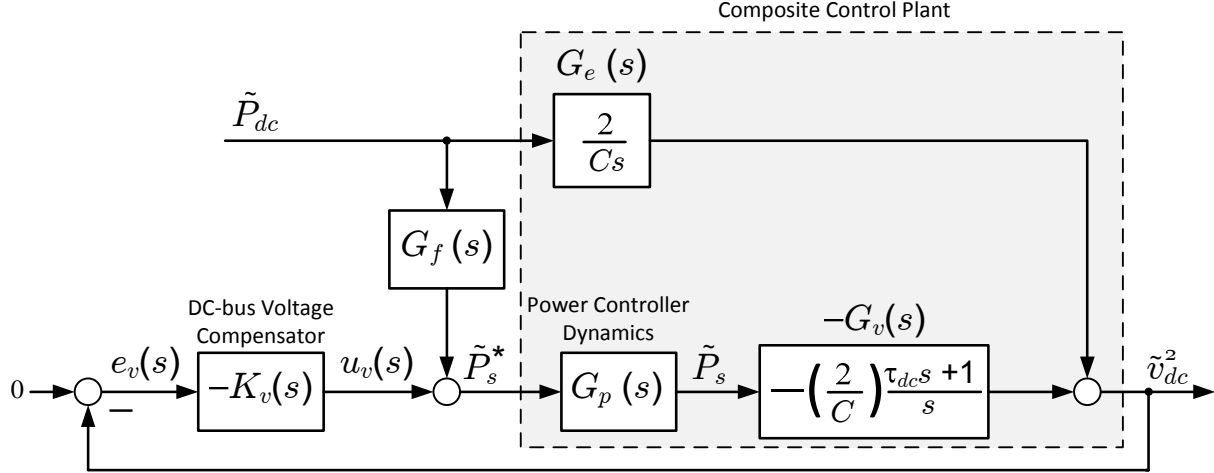 Composite Control Plant
G_e (s)
P̃_dc
2
Cs
G_f (s)
DC-bus Voltage
Compensator
Power Controller
Dynamics
−G_v(s)
0
e_v(s)
−K_v(s)
u_v(s)
P̃_s*
G_p (s)
P̃_s
−(2/C) τ_dc s +1 / s
ṽ²_dc
−